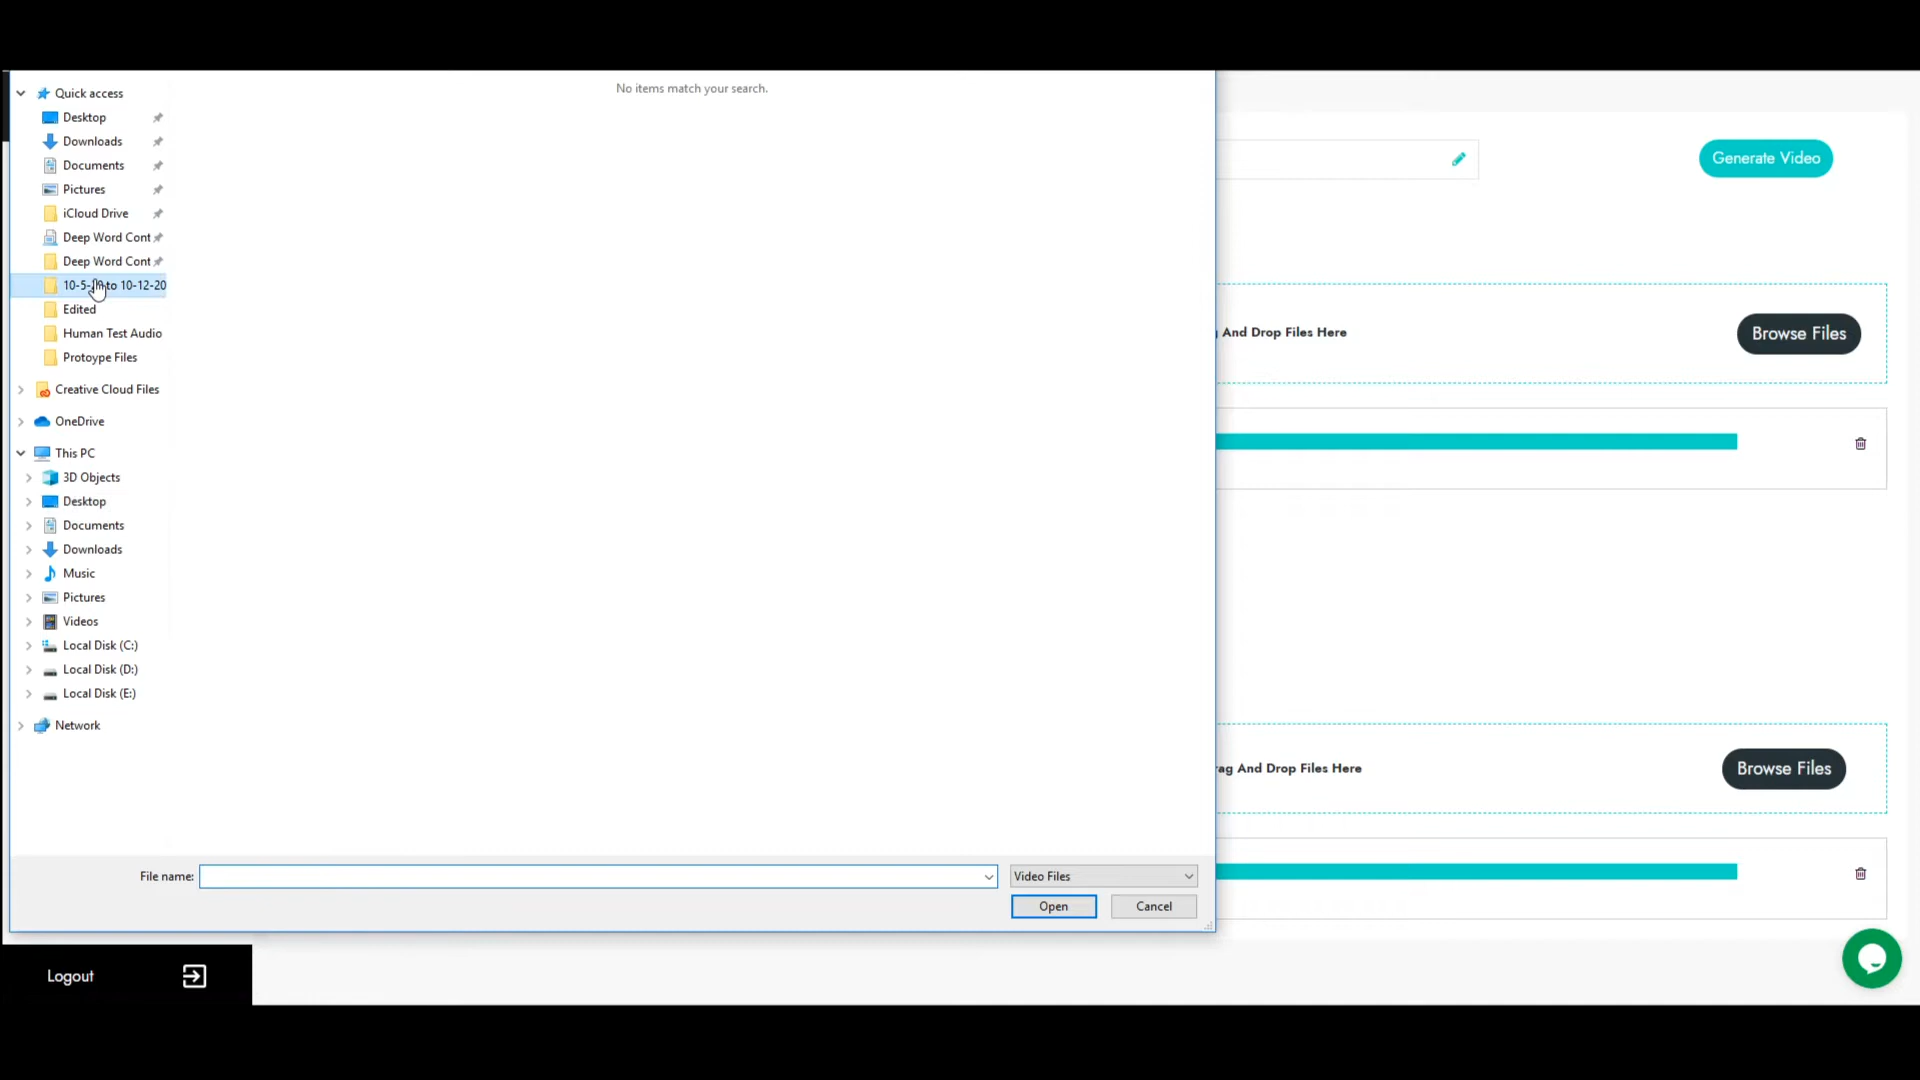 No items match your search.
Quick access
Desktop
Downloads
Documents
Pictures
iCloud Drive
Deep Word Cont
Deep Word Cont
to 10-12-20
Edited
Human Test Audio
Protoype Files
Creative Cloud Files
OneDrive
This PC
3D Objects
Desktop
Documents
Downloads
Music
Pictures
Videos
Local Disk (C:)
Local Disk (D:)
Local Disk (E:)
Network
File name:
Video Files
Open
Cancel
Generate Video
And Drop Files Here
Browse Files
rag And Drop Files Here
Browse Files
Logout